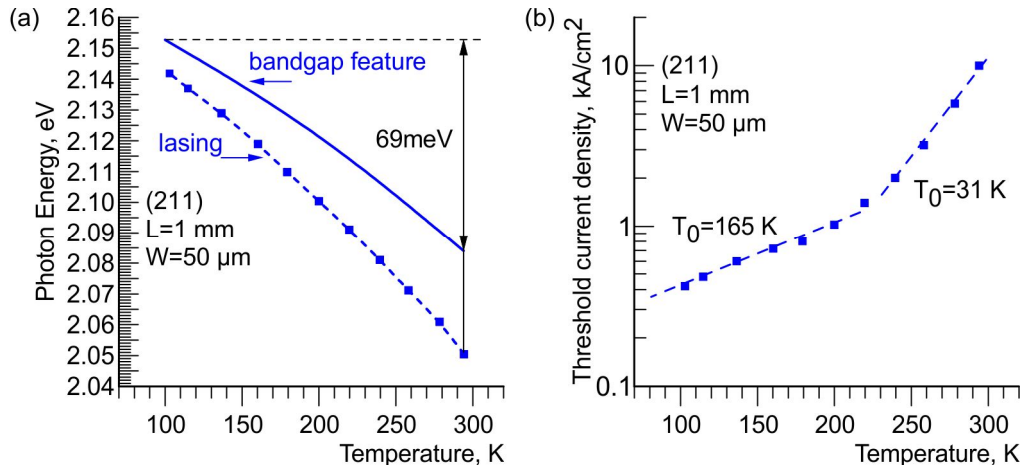 (a)
Photon Energy, eV
2.16
2.15
2.14
2.13
2.12
2.11
2.10
2.09
2.08
2.07
2.06
2.05
2.04
bandgap feature
lasing
69meV
(211)
L=1 mm
W=50 µm
100 150 200 250 300
Temperature, K
(b)
Threshold current density, kA/cm²
10
1
0.1
(211)
L=1 mm
W=50 µm
T₀=165 K
T₀=31 K
100 150 200 250 300
Temperature, K